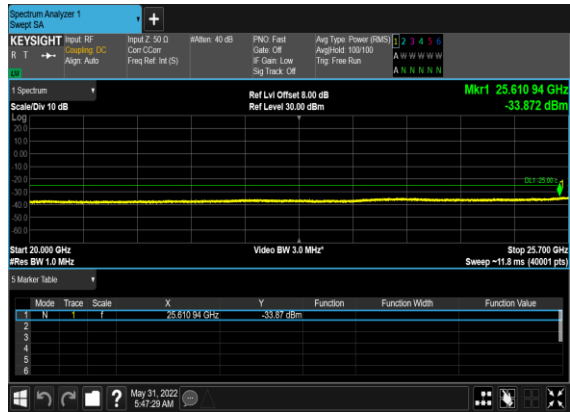 Spectrum Analyzer 1
Swept SA
+
KEYSIGHT Input: RF Input Z: 50 Ω #Atten: 40 dB PNO: Fast Avg Type: Power (RMS) 1 2 3 4 5 6
R T Coupling: DC Corr CCorr Gate: Off Avg|Hold: 100/100 A W W W W W
Align: Auto Freq Ref: Int (S) IF Gain: Low Trig: Free Run
Sig Track: Off A N N N N N
1 Spectrum Ref Lvl Offset 8.00 dB Mkr1 25.610 94 GHz
Scale/Div 10 dB Ref Level 30.00 dBm -33.872 dBm
Log
20.0
10.0
0.00
-10.0
-20.0
-30.0
-40.0
-50.0
-60.0
Start 20.000 GHz Video BW 3.0 MHz* Stop 25.700 GHz
#Res BW 1.0 MHz Sweep ~11.8 ms (40001 pts)
5 Marker Table
Mode Trace Scale X Y Function Function Width Function Value
1 N 1 f 25.610 94 GHz -33.87 dBm
2
3
4
5
6
? May 31, 2022
5:47:29 AM